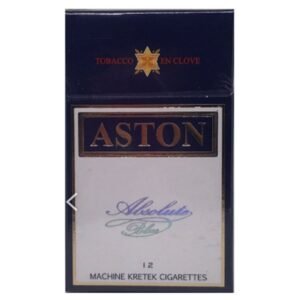 TOBACCO EN CLOVE
ASTON
Absolute
12
MACHINE KRETEK CIGARETTES